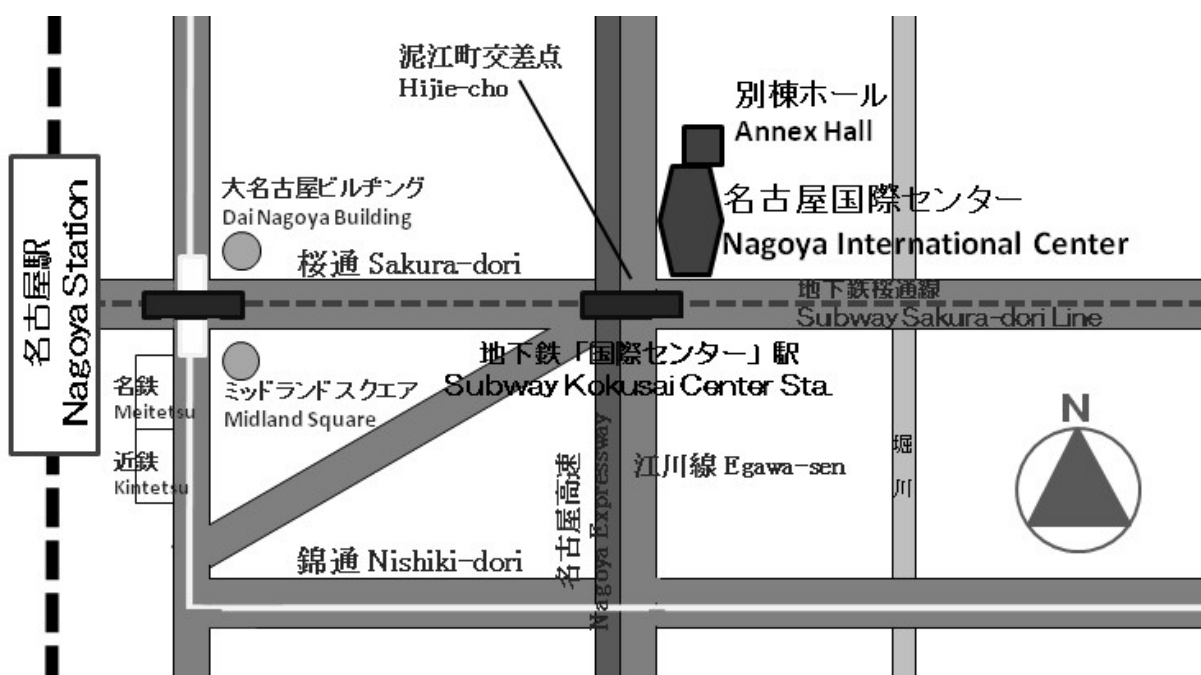 泥江町交差点
Hijie-cho
別棟ホール
Annex Hall
大名古屋ビルヂング
Dai Nagoya Building
名古屋国際センター
Nagoya International Center
名古屋駅
Nagoya Station
桜通 Sakura-dori
地下鉄桜通線
Subway Sakura-dori Line
地下鉄「国際センター」駅
Subway Kokusai Center Sta.
名鉄
Meitetsu
ミッドランドスクエア
Midland Square
近鉄
Kintetsu
名古屋高速
Nagoya Expressway
江川線 Egawa-sen
堀川
N
錦通 Nishiki-dori